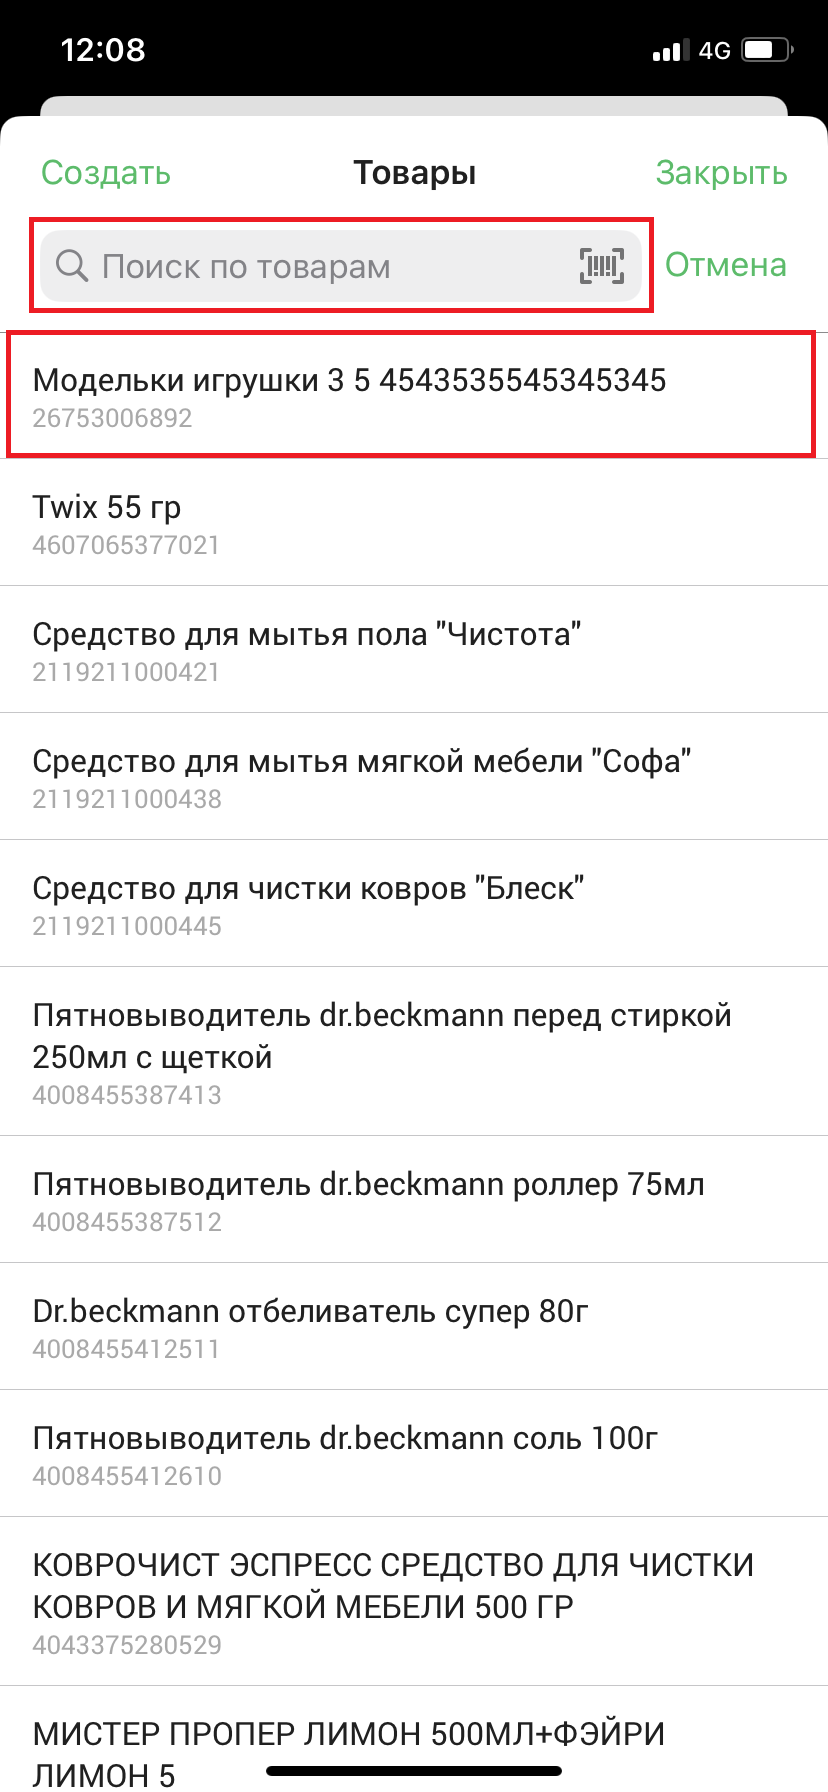 12:08
4G
Создать
Товары
Закрыть
Поиск по товарам
Отмена
Модельки игрушки 3 5 4543535545345345
26753006892
Twix 55 гр
4607065377021
Средство для мытья пола "Чистота"
2119211000421
Средство для мытья мягкой мебели "Софа"
2119211000438
Средство для чистки ковров "Блеск"
2119211000445
Пятновыводитель dr.beckmann перед стиркой
250мл с щеткой
4008455387413
Пятновыводитель dr.beckmann роллер 75мл
4008455387512
Dr.beckmann отбеливатель супер 80г
4008455412511
Пятновыводитель dr.beckmann соль 100г
4008455412610
КОВРОЧИСТ ЭСПРЕСС СРЕДСТВО ДЛЯ ЧИСТКИ
КОВРОВ И МЯГКОЙ МЕБЕЛИ 500 ГР
4043375280529
МИСТЕР ПРОПЕР ЛИМОН 500МЛ+ФЭЙРИ
ЛИМОН 5